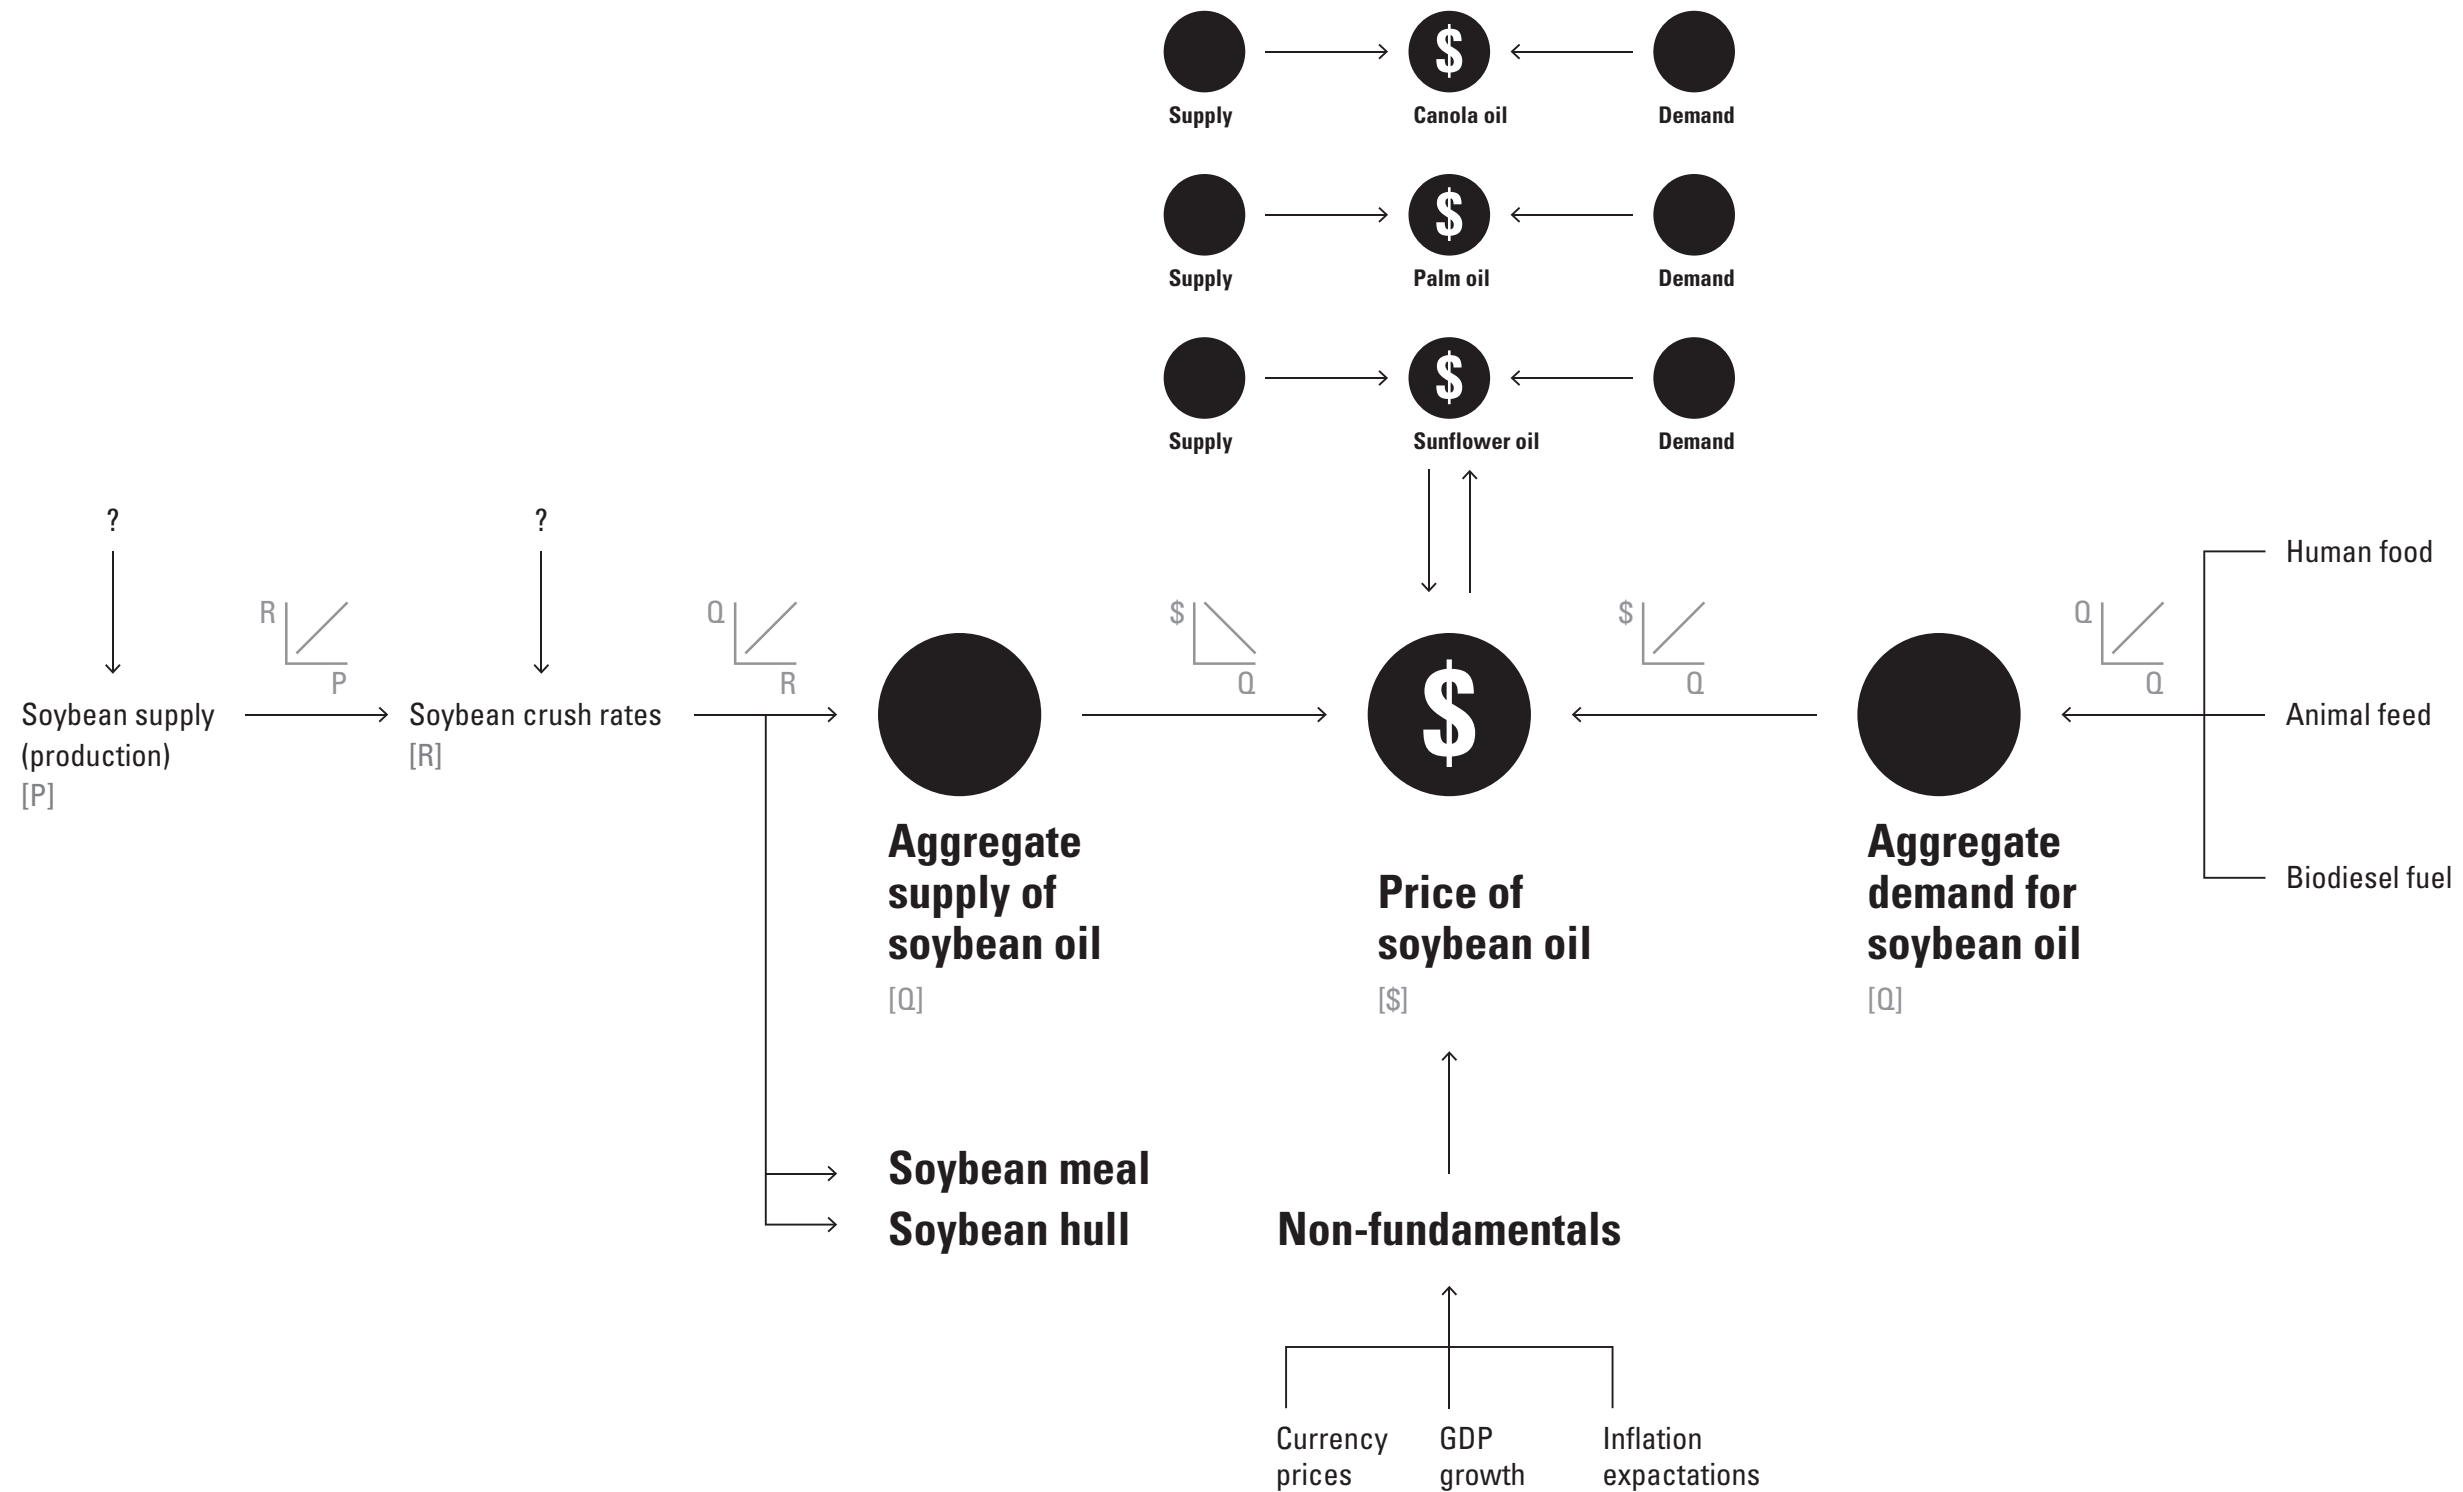 $
Supply
Canola oil
Demand
$
Supply
Palm oil
Demand
$
Supply
Sunflower oil
Demand
?
?
Human food
R
P
Q
R
$
Q
$
Q
Q
Q
Soybean supply
(production)
[P]
Soybean crush rates
[R]
$
Animal feed
Biodiesel fuel
Aggregate
supply of
soybean oil
[Q]
Price of
soybean oil
[$]
Aggregate
demand for
soybean oil
[Q]
Soybean meal
Soybean hull
Non-fundamentals
Currency
prices
GDP
growth
Inflation
expactations